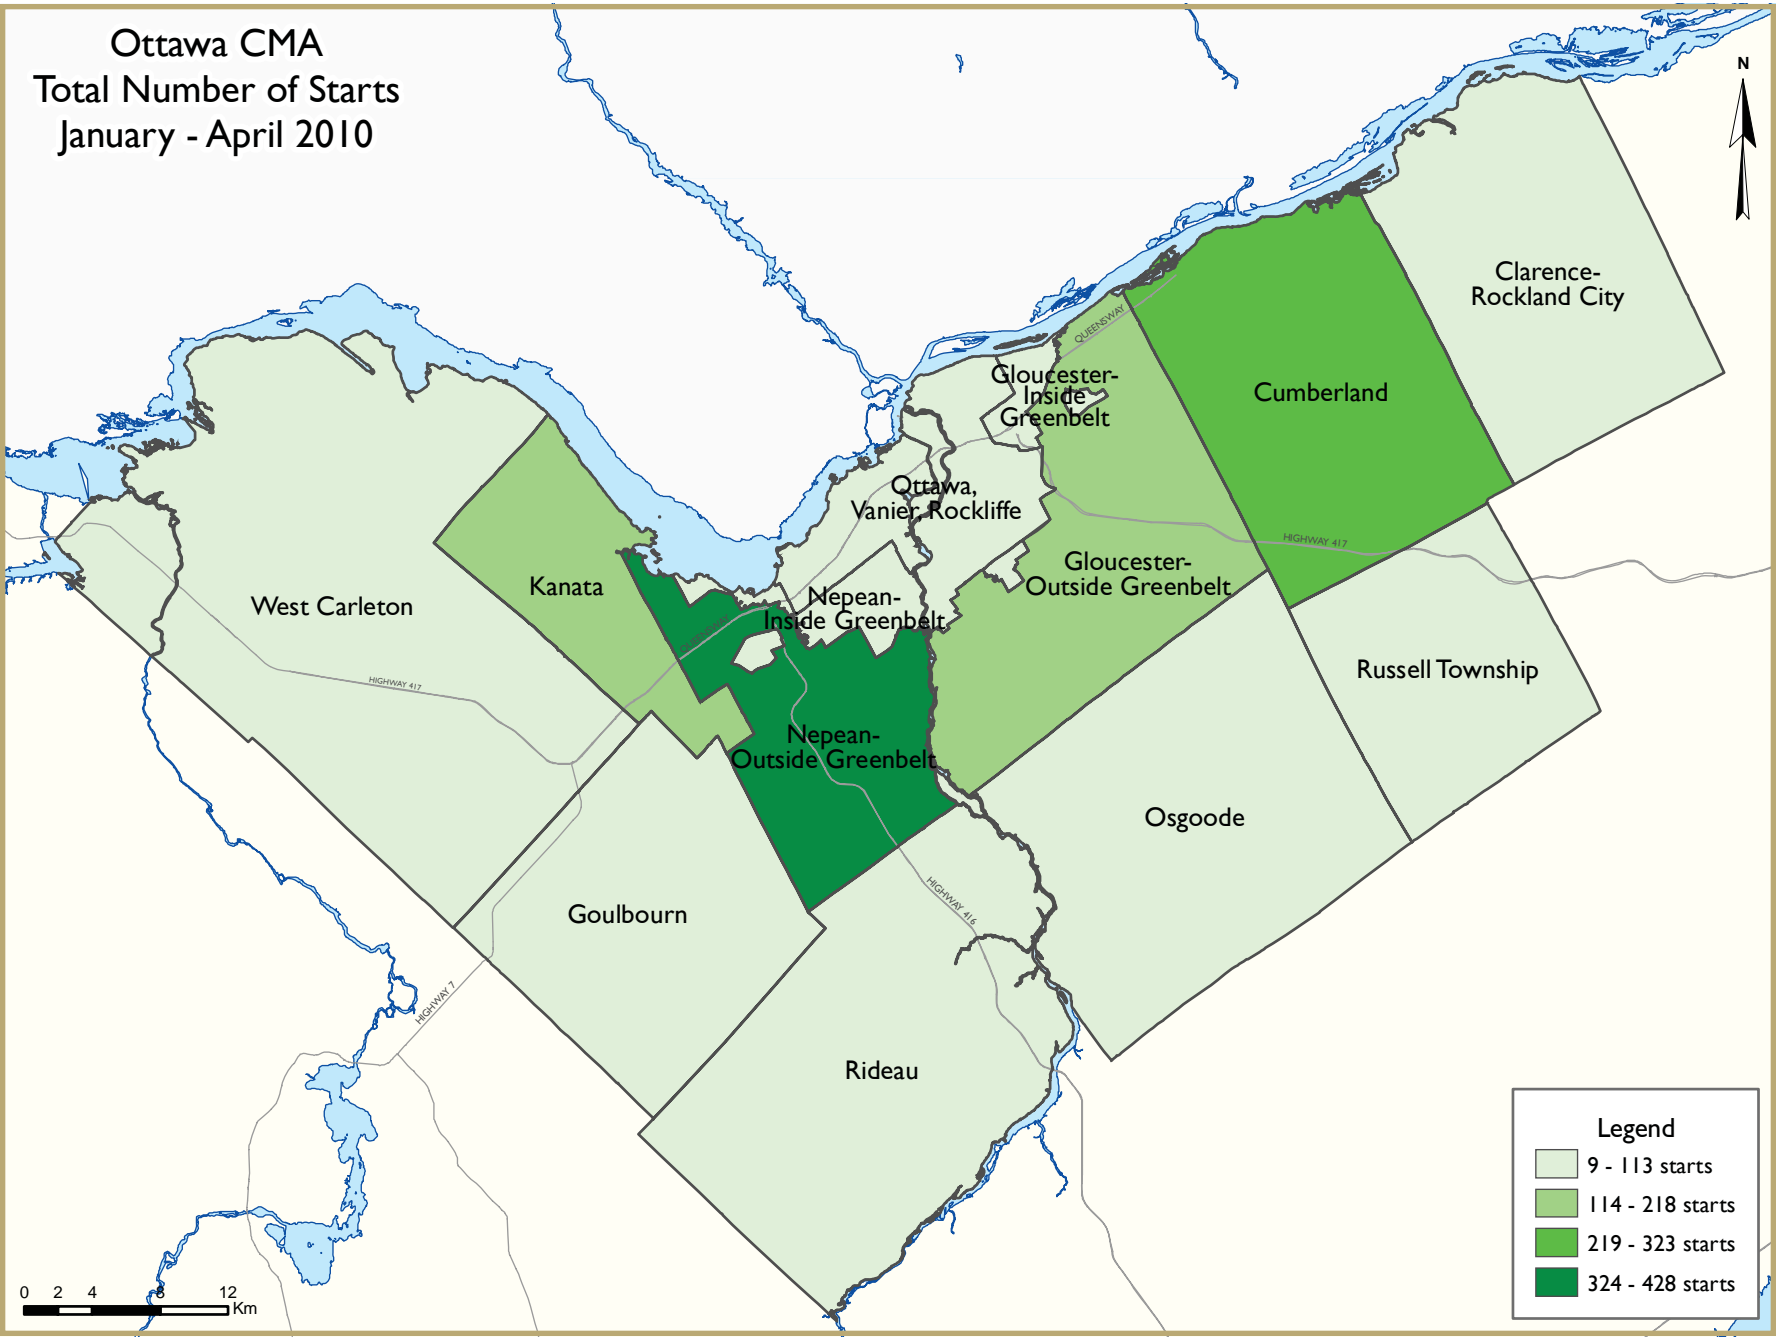 Ottawa CMA
Total Number of Starts
January - April 2010
N
Clarence-
Rockland City
QUEENSWAY
Gloucester-
Inside
Greenbelt
Cumberland
Ottawa,
Vanier, Rockliffe
HIGHWAY 417
Gloucester-
Outside Greenbelt
Kanata
West Carleton
Nepean-
Inside Greenbelt
QUEENSWAY
Russell Township
HIGHWAY 417
Nepean-
Outside Greenbelt
Osgoode
Goulbourn
HIGHWAY 416
HIGHWAY 7
Rideau
Legend
9 - 113 starts
114 - 218 starts
219 - 323 starts
324 - 428 starts
0 2 4 8 12
Km